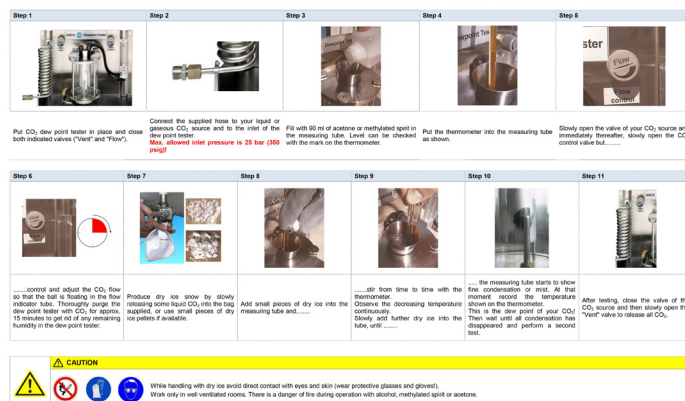 Step 1
Step 2
Step 3
Step 4
Step 5
ASCO
Dewpoint Tester
ster
Flow
Flow
control
Put CO₂ dew point tester in place and close
both indicated valves ("Vent" and "Flow").
Connect the supplied hose to your liquid or
gaseous CO₂ source and to the inlet of the
dew point tester.
Max. allowed inlet pressure is 25 bar (350
psig)!
Fill with 90 ml of acetone or methylated spirit in
the measuring tube. Level can be checked
with the mark on the thermometer.
Put the thermometer into the measuring tube
as shown.
Slowly open the valve of your CO₂ source an
immediately thereafter, slowly open the CO
control valve but.........
Step 6
Step 7
Step 8
Step 9
Step 10
Step 11
Flow
........control and adjust the CO₂ flow
so that the ball is floating in the flow
indicator tube. Thoroughly purge the
dew point tester with CO₂ for approx.
15 minutes to get rid of any remaining
humidity in the dew point tester.
Produce dry ice snow by slowly
releasing some liquid CO₂ into the bag
supplied, or use small pieces of dry
ice pellets if available.
Add small pieces of dry ice into the
measuring tube and........
.......stir from time to time with the
thermometer.
Observe the decreasing temperature
continuously.
Slowly add further dry ice into the
tube, until ........
..... the measuring tube starts to show
fine condensation or mist. At that
moment record the temperature
shown on the thermometer.
This is the dew point of your CO₂!
Then wait until all condensation has
disappeared and perform a second
test.
After testing, close the valve of th
CO₂ source and then slowly open th
"Vent" valve to release all CO₂.
CAUTION
While handling with dry ice avoid direct contact with eyes and skin (wear protective glasses and gloves!).
Work only in well ventilated rooms. There is a danger of fire during operation with alcohol, methylated spirit or acetone.